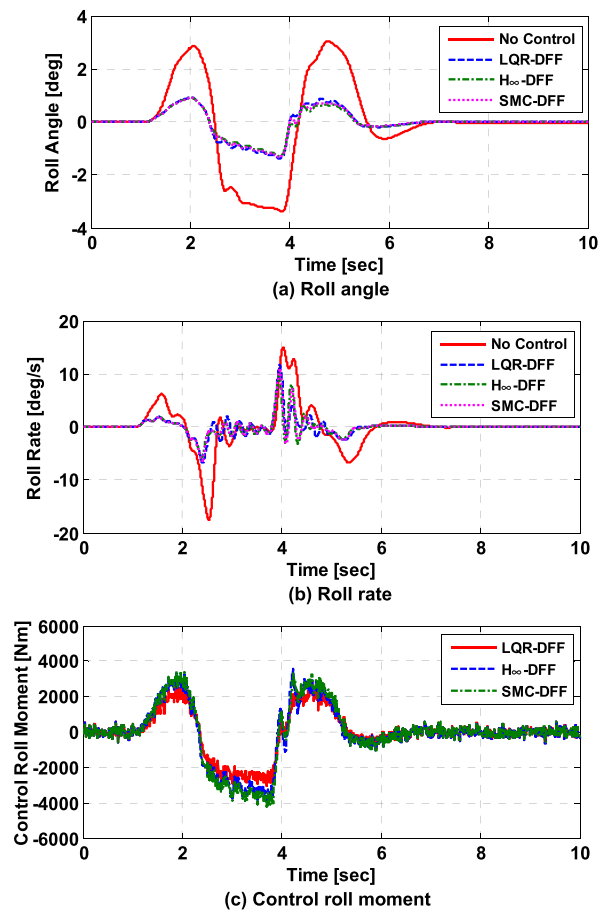 4
2
0
-2
-4
Roll Angle [deg]
No Control
LQR-DFF
H∞-DFF
SMC-DFF
0 2 4 6 8 10
Time [sec]
(a) Roll angle
20
10
0
-10
-20
Roll Rate [deg/s]
No Control
LQR-DFF
H∞-DFF
SMC-DFF
0 2 4 6 8 10
Time [sec]
(b) Roll rate
6000
4000
2000
0
-2000
-4000
-6000
Control Roll Moment [Nm]
LQR-DFF
H∞-DFF
SMC-DFF
0 2 4 6 8 10
Time [sec]
(c) Control roll moment